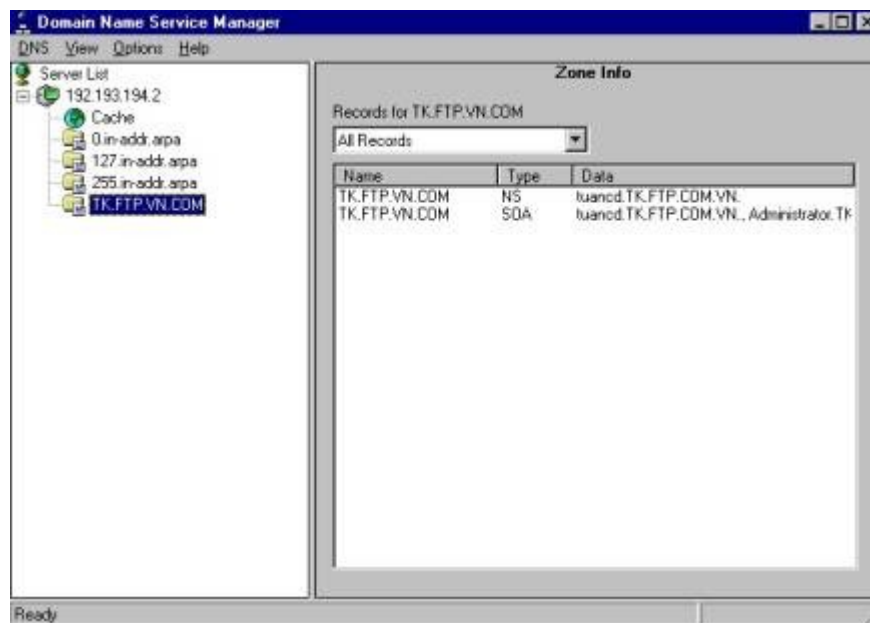 Domain Name Service Manager
DNS View Options Help
Server List
192.193.194.2
Cache
0.in-addr.arpa
127.in-addr.arpa
255.in-addr.arpa
TK.FTP.VN.COM
Zone Info
Records for TK.FTP.VN.COM
All Records
Name Type Data
TK.FTP.VN.COM NS tuancd.TK.FTP.COM.VN.
TK.FTP.VN.COM SOA tuancd.TK.FTP.COM.VN., Administrator.TK
Ready